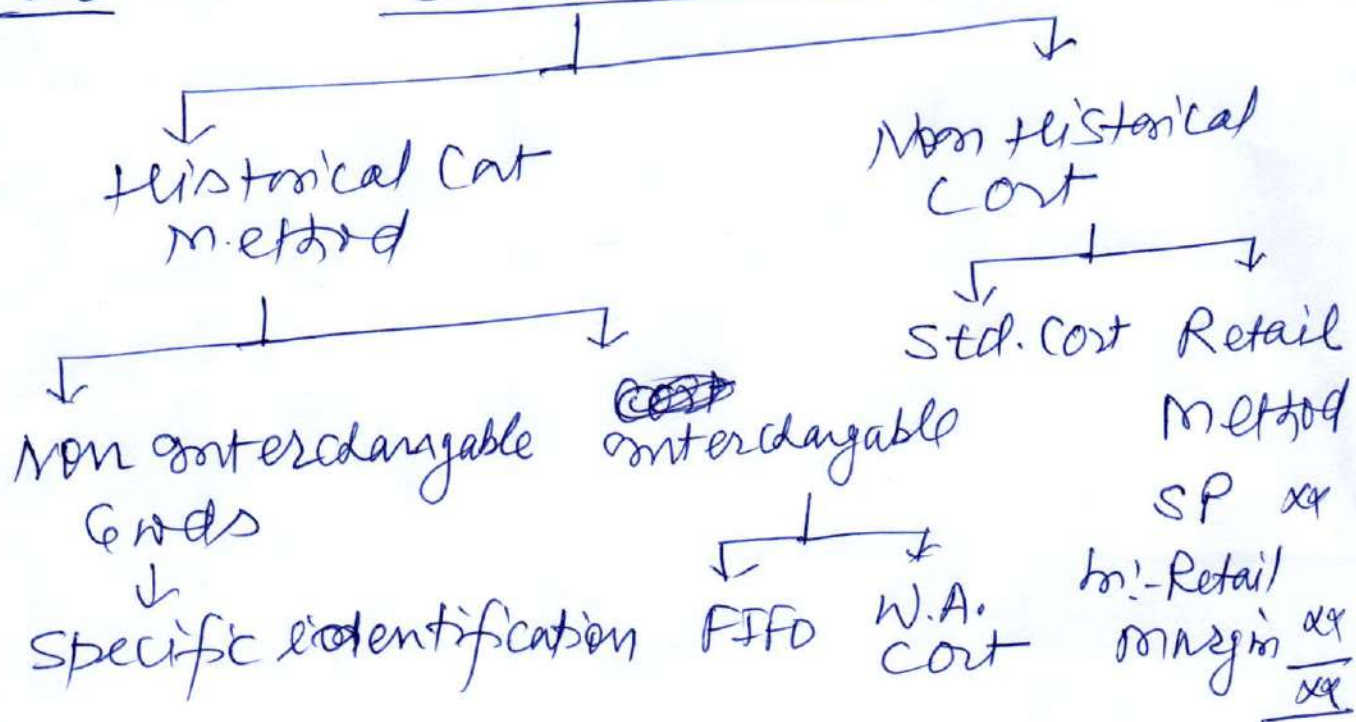 Historical Cost
Method
Non Historical
Cost
Non Interchangable
Goods
Specific identification
Interchangable
FIFO
W.A.
Cost
Std. Cost
Retail
Method
SP xx
Retail
Margin xx
xx